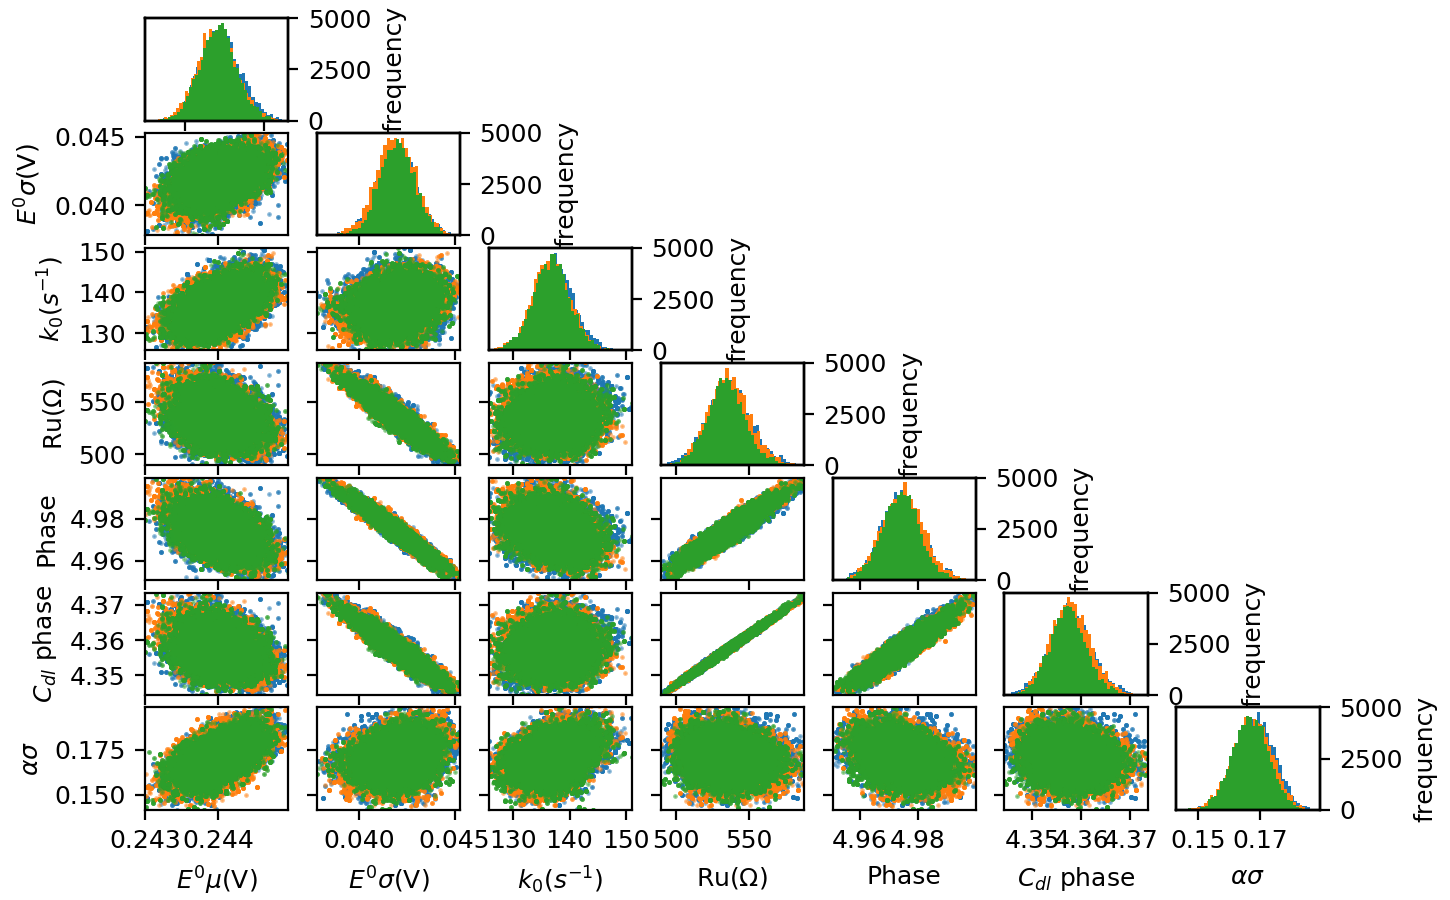 5000
2500
0
frequency
0.045
0.040
E⁰σ(V)
5000
2500
0
frequency
150
140
130
k₀(s⁻¹)
5000
2500
0
frequency
550
500
Ru(Ω)
5000
2500
0
frequency
4.98
4.96
Phase
5000
2500
0
frequency
4.37
4.36
4.35
C_dl phase
5000
2500
0
frequency
0.175
0.150
ασ
5000
2500
0
frequency
0.243 0.244
0.040 0.045
130 140 150
500 550
4.96 4.98
4.35 4.36 4.37
0.15 0.17
E⁰μ(V)
E⁰σ(V)
k₀(s⁻¹)
Ru(Ω)
Phase
C_dl phase
ασ